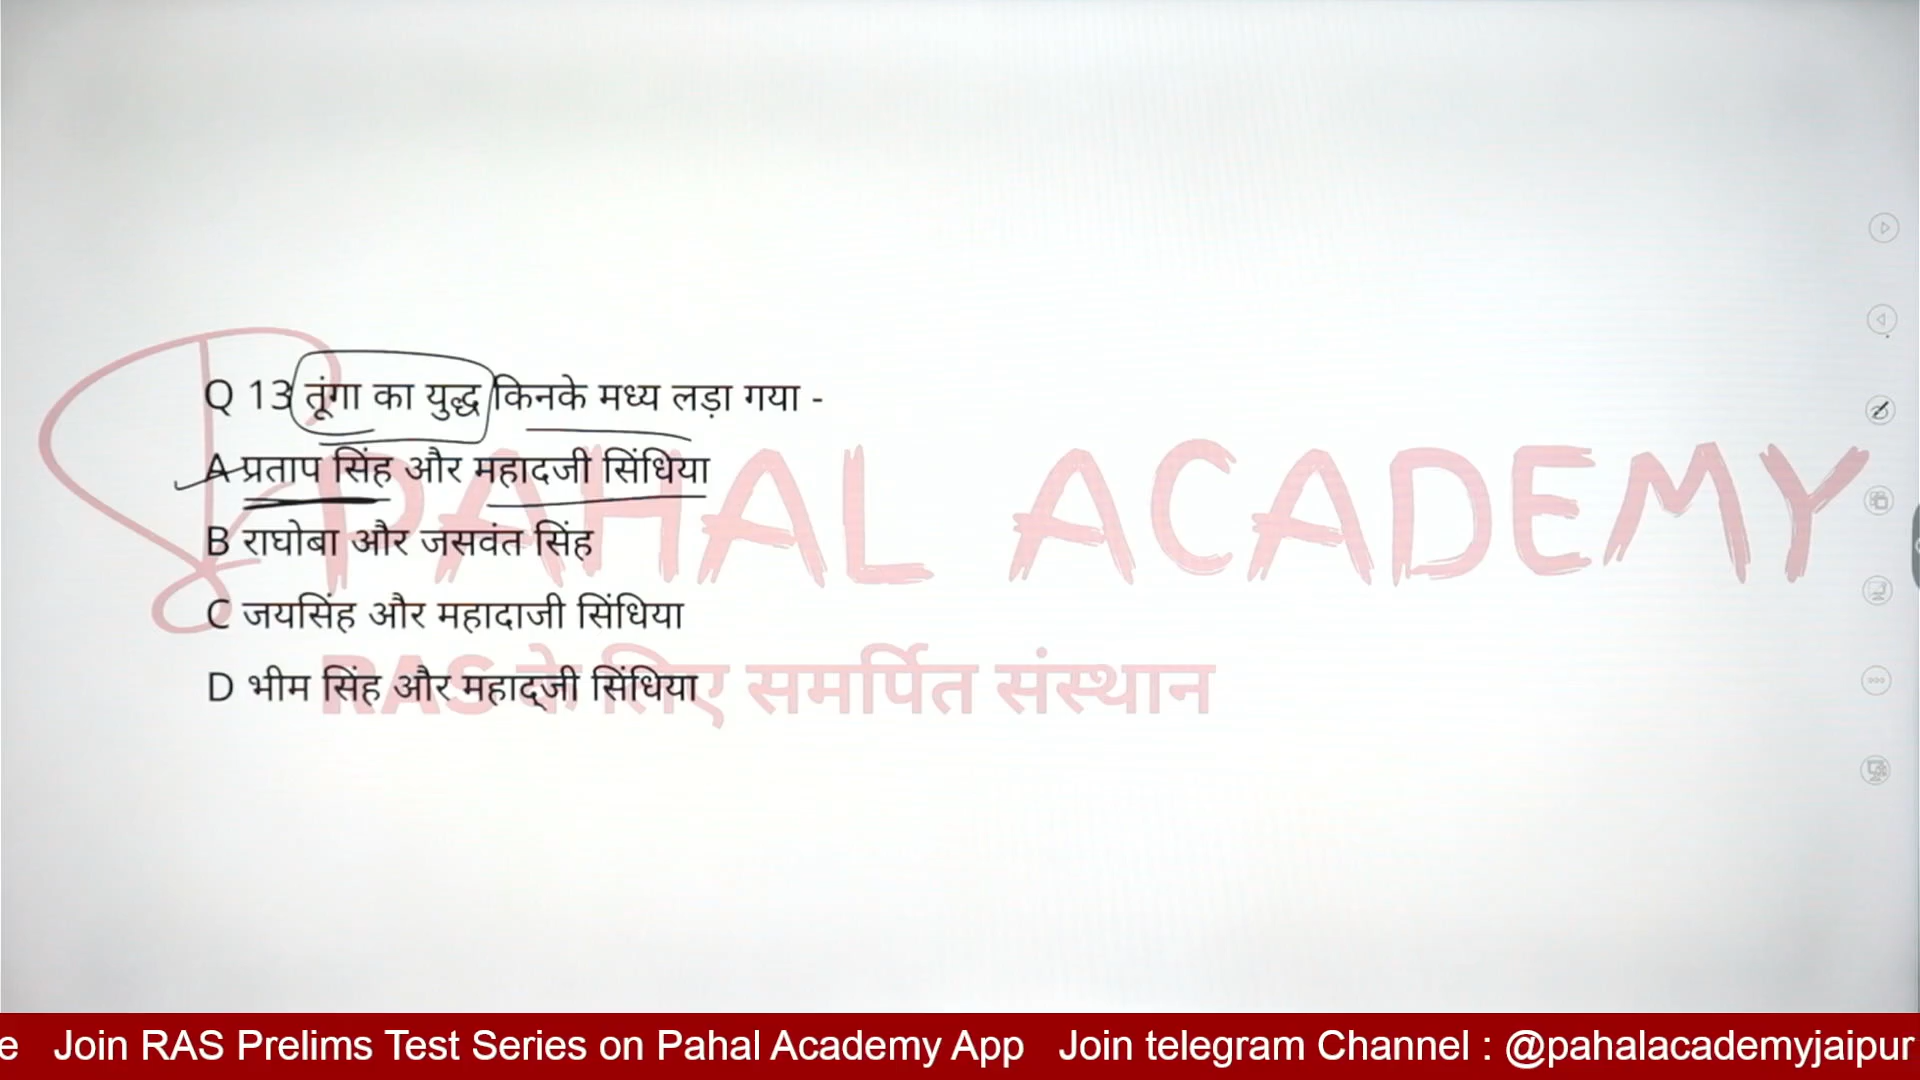 Q 13 तूंगा का युद्ध किनके मध्य लड़ा गया -
A प्रताप सिंह और महादजी सिंधिया
B राघोबा और जसवंत सिंह
C जयसिंह और महादाजी सिंधिया
D भीम सिंह और महाद्जी सिंधिया
PAHAL ACADEMY
RAS के लिए समर्पित संस्थान
e Join RAS Prelims Test Series on Pahal Academy App Join telegram Channel : @pahalacademyjaipur